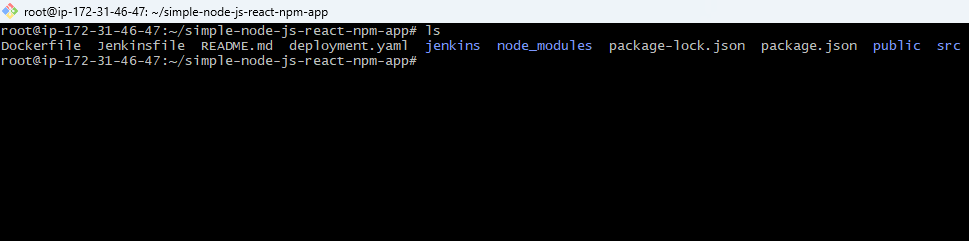 root@ip-172-31-46-47: ~/simple-node-js-react-npm-app
root@ip-172-31-46-47:~/simple-node-js-react-npm-app# ls
Dockerfile  Jenkinsfile  README.md  deployment.yaml  jenkins  node_modules  package-lock.json  package.json  public  src
root@ip-172-31-46-47:~/simple-node-js-react-npm-app#